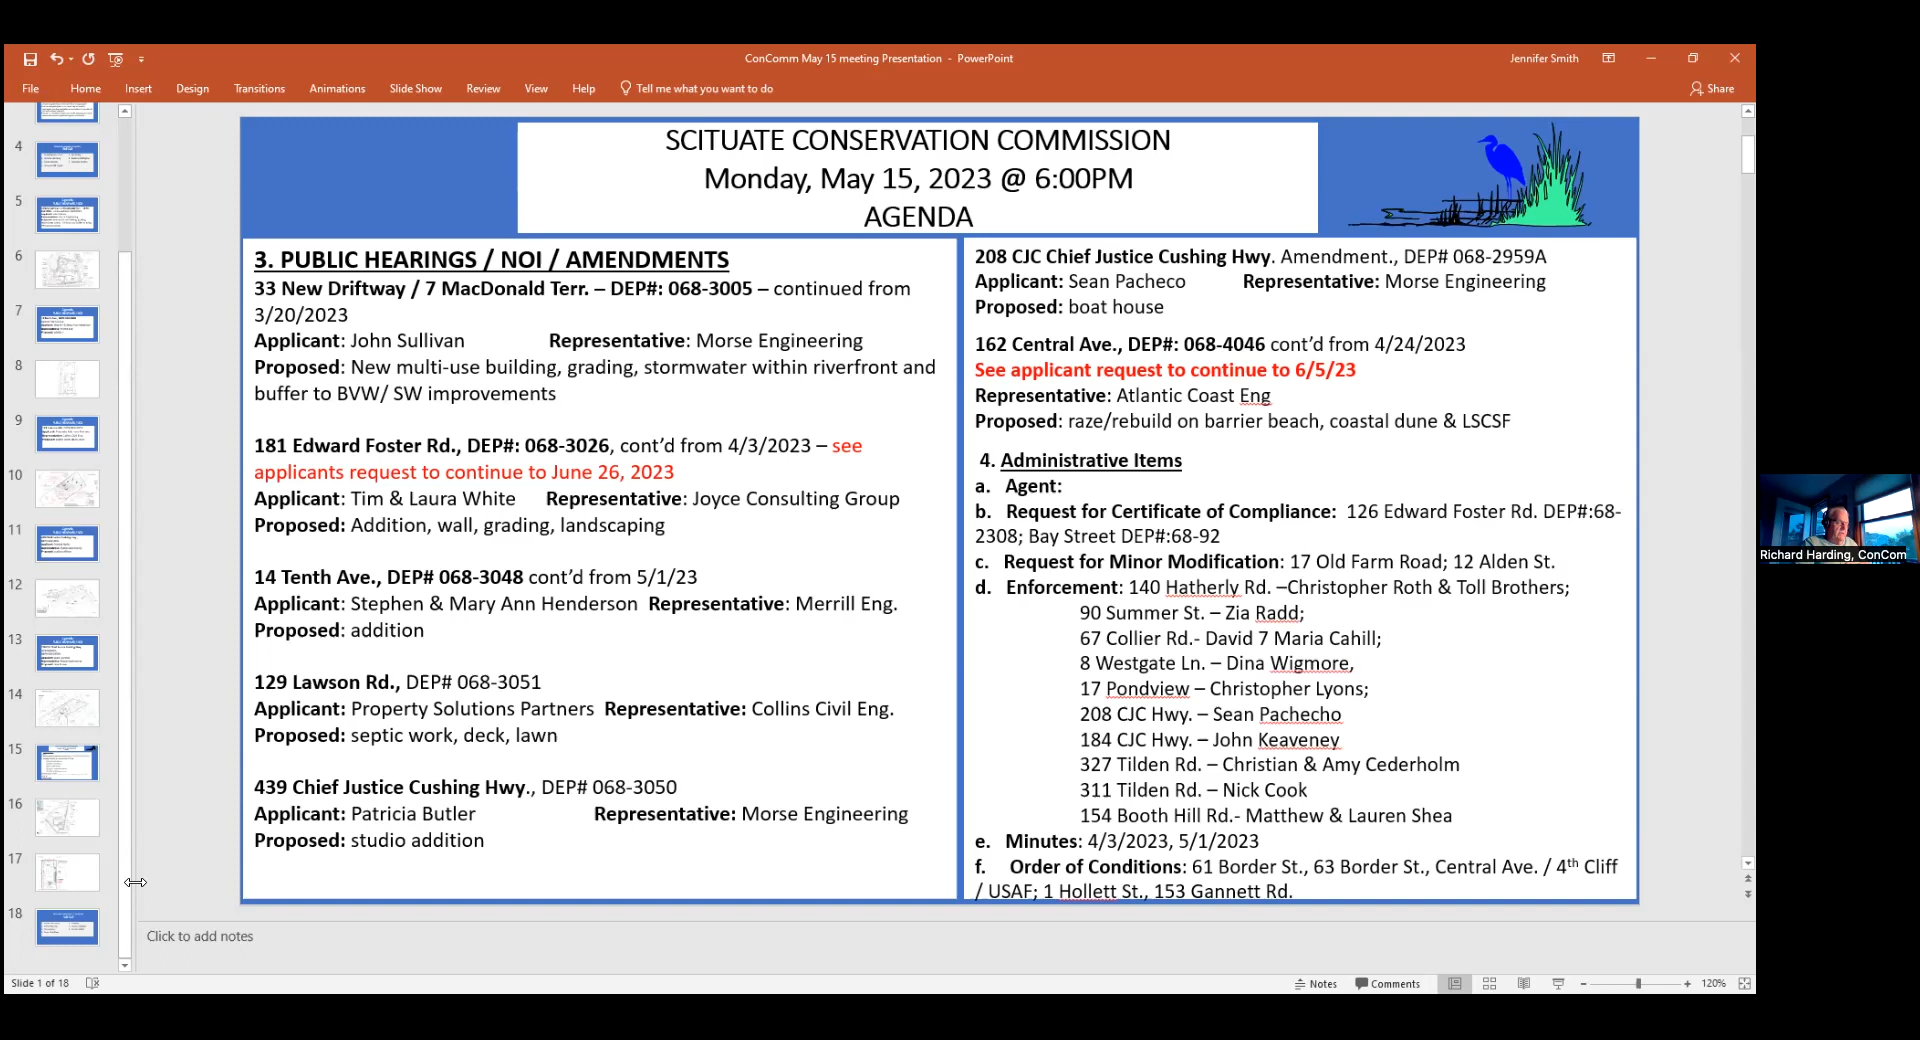 ConComm May 15 meeting Presentation - PowerPoint
Jennifer Smith
File Home Insert Design Transitions Animations Slide Show Review View Help Tell me what you want to do
Share
SCITUATE CONSERVATION COMMISSION
Monday, May 15, 2023 @ 6:00PM
AGENDA
3. PUBLIC HEARINGS / NOI / AMENDMENTS
33 New Driftway / 7 MacDonald Terr. – DEP#: 068-3005 – continued from
3/20/2023
Applicant: John Sullivan Representative: Morse Engineering
Proposed: New multi-use building, grading, stormwater within riverfront and
buffer to BVW/ SW improvements
181 Edward Foster Rd., DEP#: 068-3026, cont’d from 4/3/2023 – see
applicants request to continue to June 26, 2023
Applicant: Tim & Laura White Representative: Joyce Consulting Group
Proposed: Addition, wall, grading, landscaping
14 Tenth Ave., DEP# 068-3048 cont’d from 5/1/23
Applicant: Stephen & Mary Ann Henderson Representative: Merrill Eng.
Proposed: addition
129 Lawson Rd., DEP# 068-3051
Applicant: Property Solutions Partners Representative: Collins Civil Eng.
Proposed: septic work, deck, lawn
439 Chief Justice Cushing Hwy., DEP# 068-3050
Applicant: Patricia Butler Representative: Morse Engineering
Proposed: studio addition
208 CJC Chief Justice Cushing Hwy. Amendment., DEP# 068-2959A
Applicant: Sean Pacheco Representative: Morse Engineering
Proposed: boat house
162 Central Ave., DEP#: 068-4046 cont’d from 4/24/2023
See applicant request to continue to 6/5/23
Representative: Atlantic Coast Eng
Proposed: raze/rebuild on barrier beach, coastal dune & LSCSF
4. Administrative Items
a. Agent:
b. Request for Certificate of Compliance: 126 Edward Foster Rd. DEP#:68-
2308; Bay Street DEP#:68-92
c. Request for Minor Modification: 17 Old Farm Road; 12 Alden St.
d. Enforcement: 140 Hatherly Rd. –Christopher Roth & Toll Brothers;
90 Summer St. – Zia Radd;
67 Collier Rd.- David 7 Maria Cahill;
8 Westgate Ln. – Dina Wigmore,
17 Pondview – Christopher Lyons;
208 CJC Hwy. – Sean Pachecho
184 CJC Hwy. – John Keaveney
327 Tilden Rd. – Christian & Amy Cederholm
311 Tilden Rd. – Nick Cook
154 Booth Hill Rd.- Matthew & Lauren Shea
e. Minutes: 4/3/2023, 5/1/2023
f. Order of Conditions: 61 Border St., 63 Border St., Central Ave. / 4th Cliff
/ USAF; 1 Hollett St., 153 Gannett Rd.
4
5
6
7
8
9
10
11
12
13
14
15
16
17
18
Richard Harding, ConCom
Click to add notes
Slide 1 of 18
Notes Comments 120%